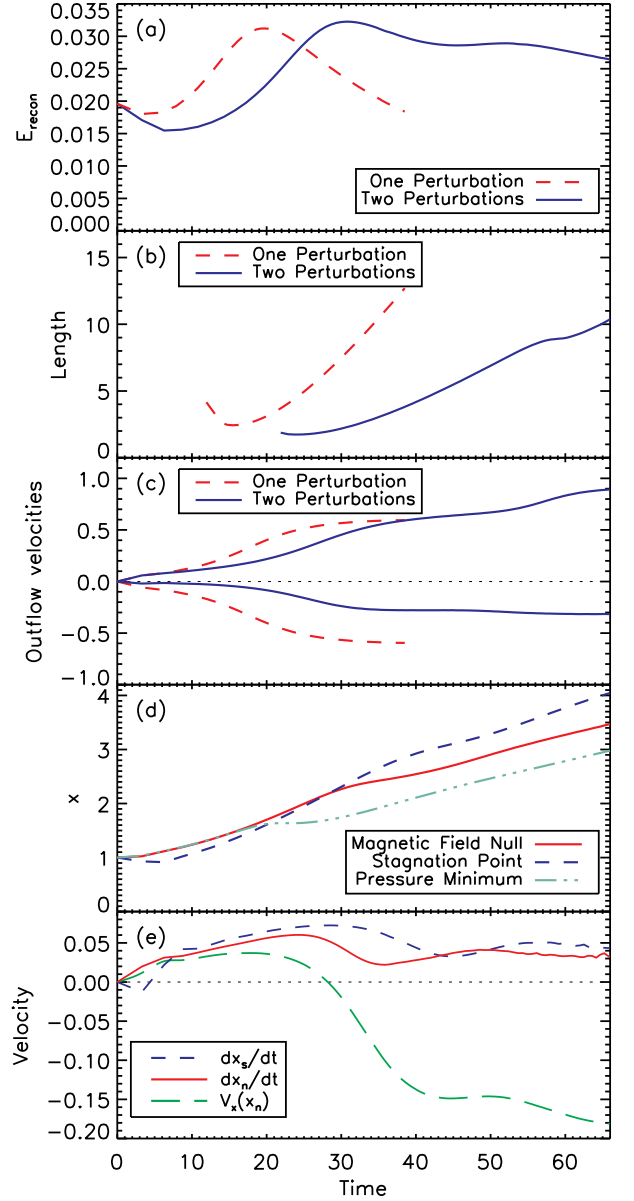 (a)
0.035
0.030
0.025
0.020
0.015
0.010
0.005
0.000
E_recon
One Perturbation
Two Perturbations
(b)
15
10
5
0
Length
One Perturbation
Two Perturbations
(c)
1.0
0.5
0.0
−0.5
−1.0
Outflow velocities
One Perturbation
Two Perturbations
(d)
4
3
2
1
0
x
Magnetic Field Null
Stagnation Point
Pressure Minimum
(e)
0.05
0.00
−0.05
−0.10
−0.15
−0.20
Velocity
dx_s/dt
dx_n/dt
V_x(x_n)
0 10 20 30 40 50 60
Time